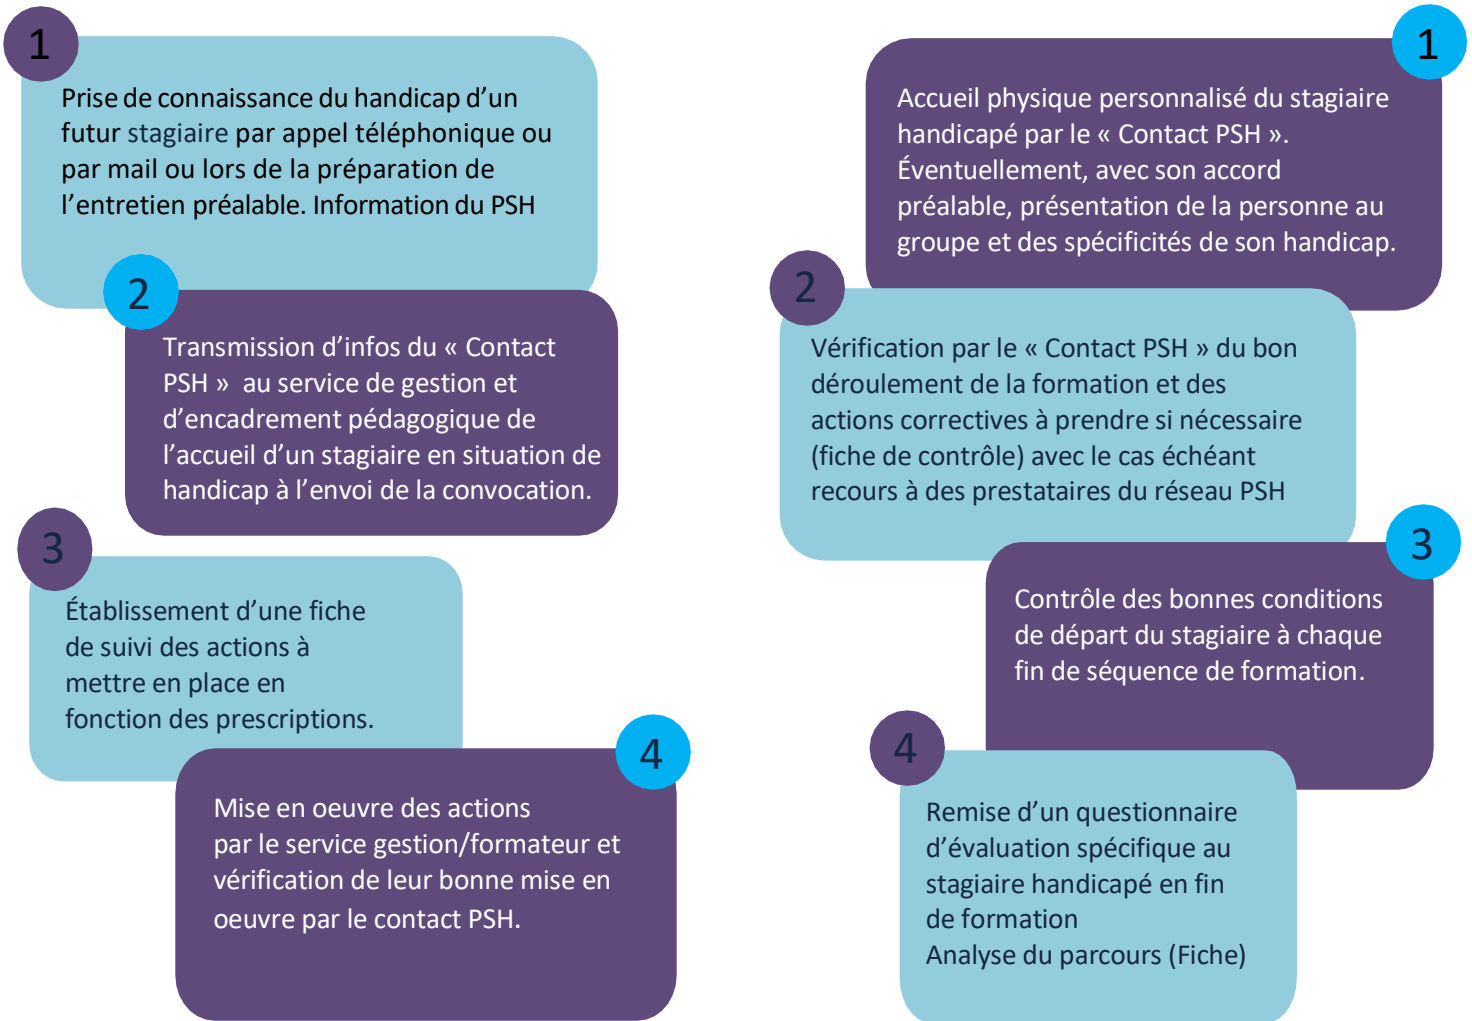 1
Prise de connaissance du handicap d’un
futur stagiaire par appel téléphonique ou
par mail ou lors de la préparation de
l’entretien préalable. Information du PSH
2
Transmission d’infos du « Contact
PSH »  au service de gestion et
d’encadrement pédagogique de
l’accueil d’un stagiaire en situation de
handicap à l’envoi de la convocation.
3
Établissement d’une fiche
de suivi des actions à
mettre en place en
fonction des prescriptions.
4
Mise en oeuvre des actions
par le service gestion/formateur et
vérification de leur bonne mise en
oeuvre par le contact PSH.
1
Accueil physique personnalisé du stagiaire
handicapé par le « Contact PSH ».
Éventuellement, avec son accord
préalable, présentation de la personne au
groupe et des spécificités de son handicap.
2
Vérification par le « Contact PSH » du bon
déroulement de la formation et des
actions correctives à prendre si nécessaire
(fiche de contrôle) avec le cas échéant
recours à des prestataires du réseau PSH
3
Contrôle des bonnes conditions
de départ du stagiaire à chaque
fin de séquence de formation.
4
Remise d’un questionnaire
d’évaluation spécifique au
stagiaire handicapé en fin
de formation
Analyse du parcours (Fiche)